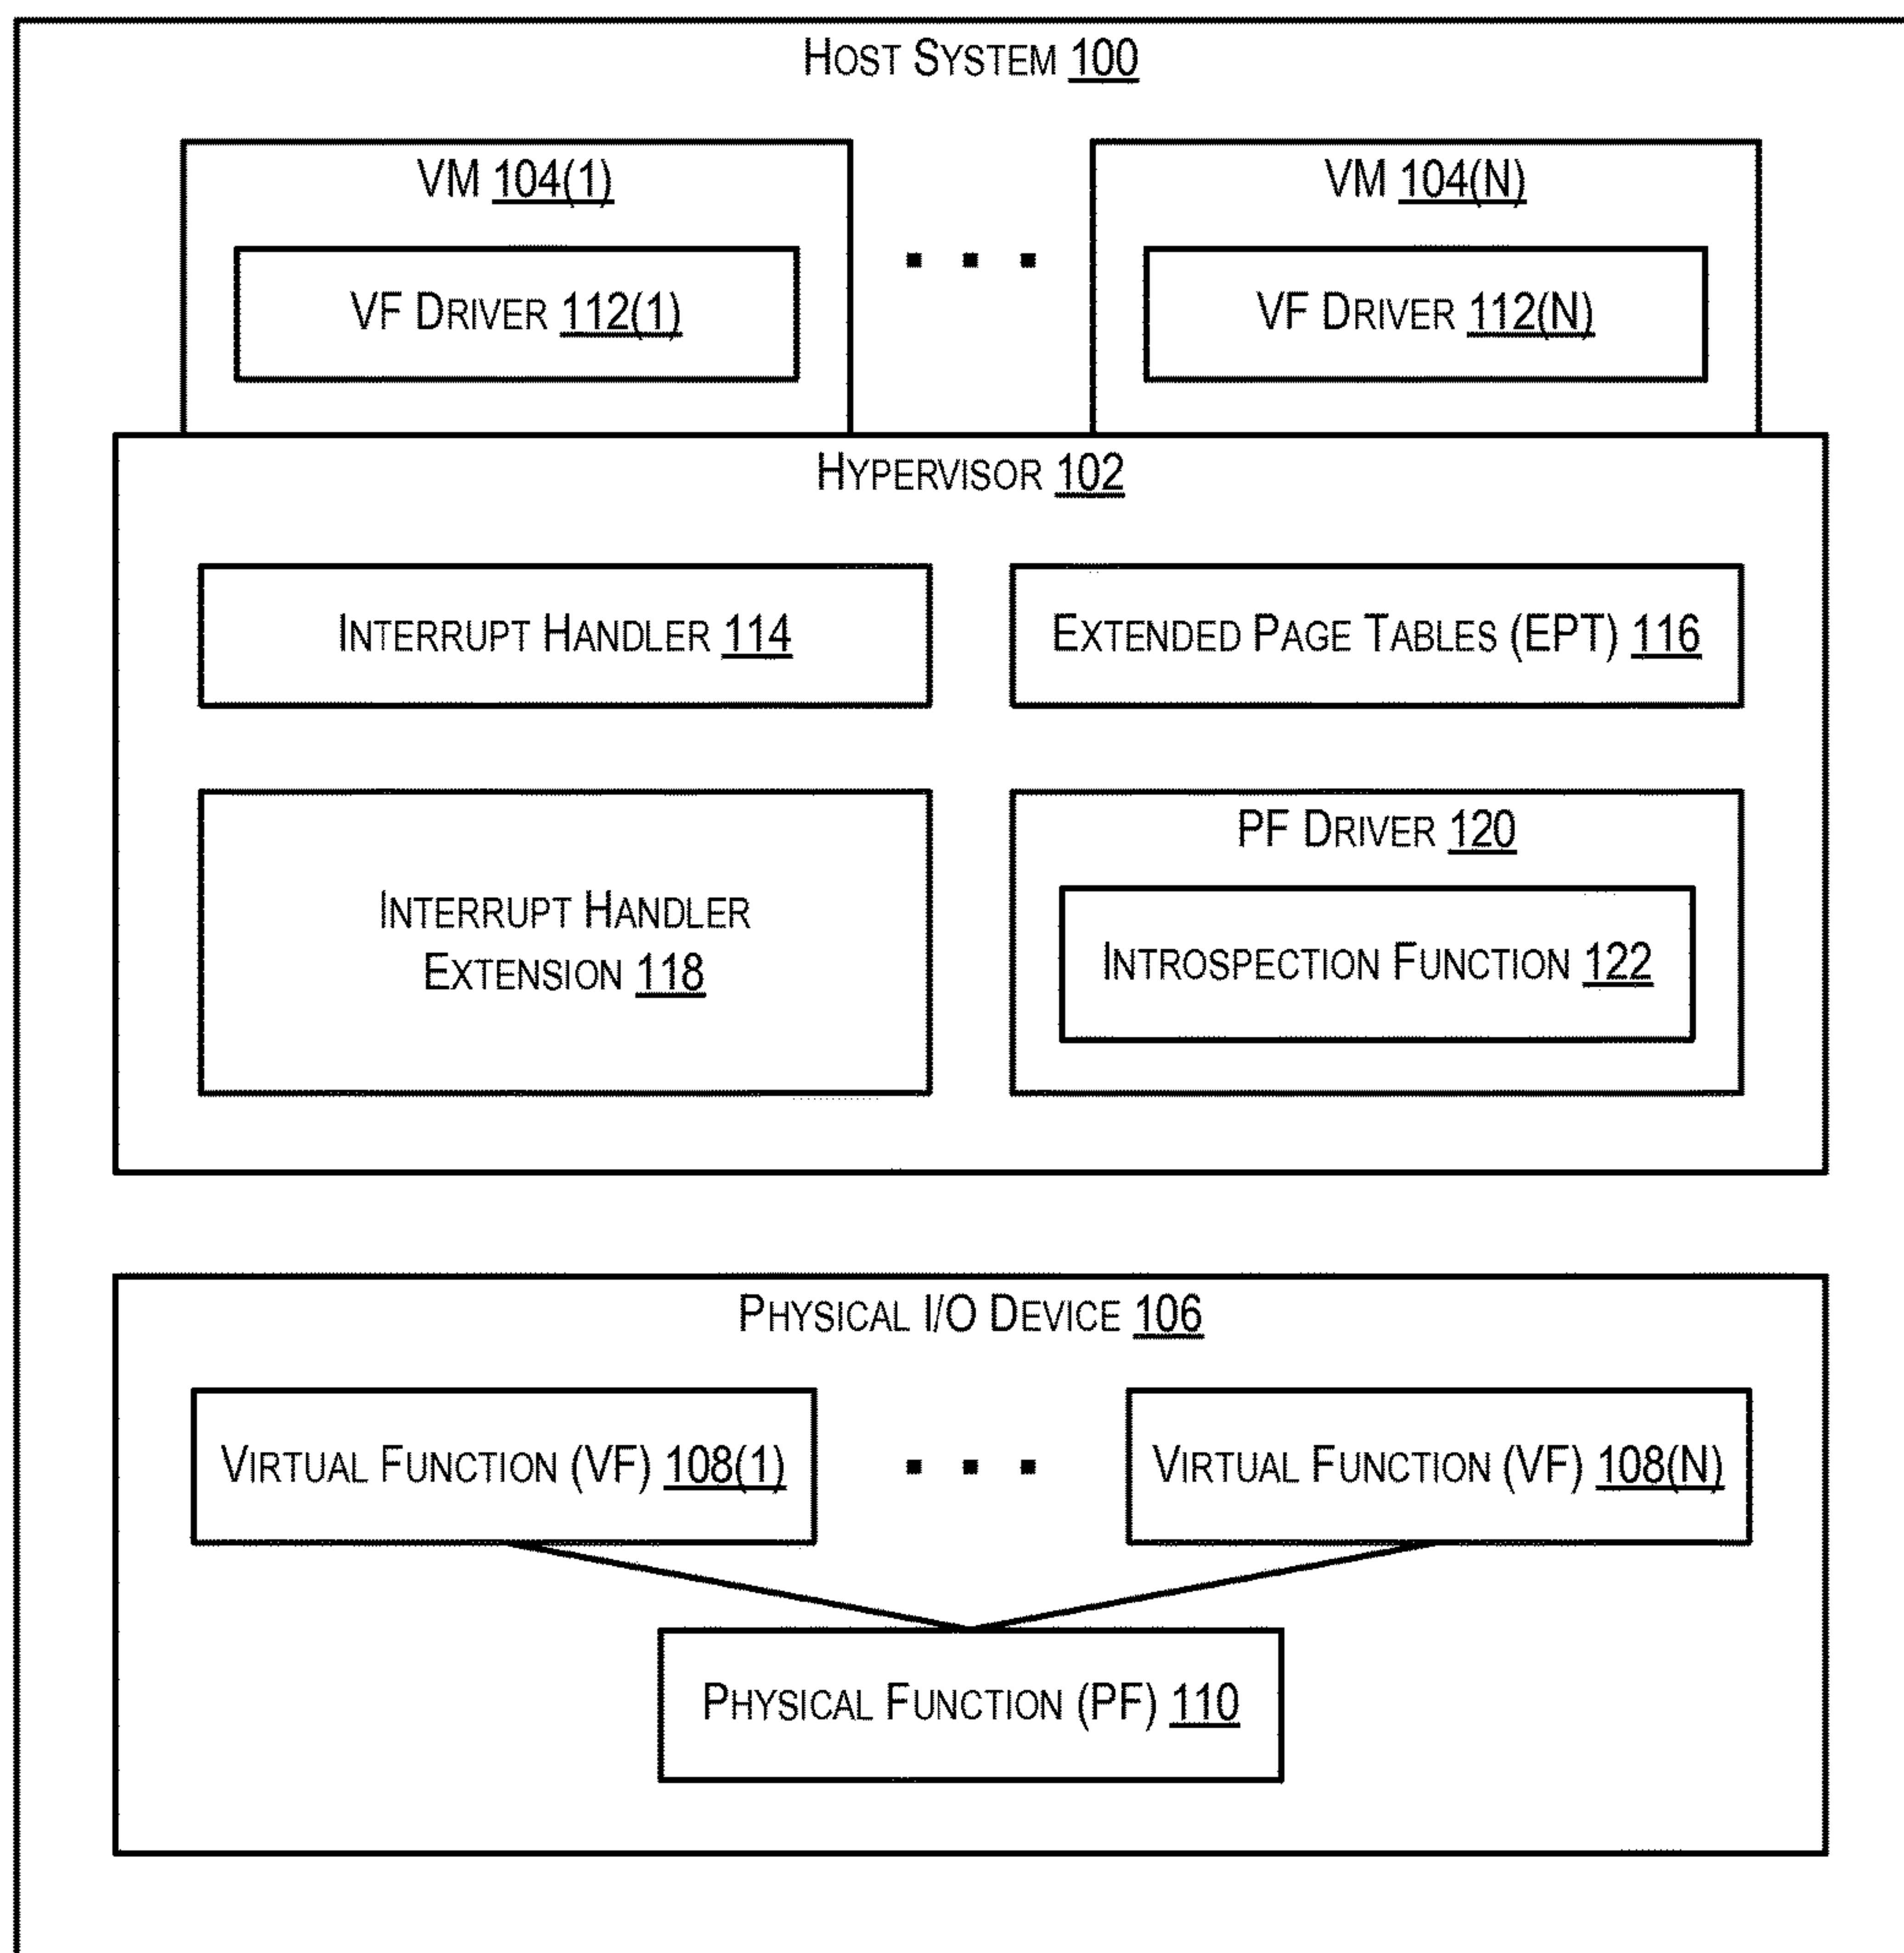 Host System 100
VM 104(1)
VM 104(N)
VF Driver 112(1)
VF Driver 112(N)
Hypervisor 102
Interrupt Handler 114
Extended Page Tables (EPT) 116
Interrupt Handler
Extension 118
PF Driver 120
Introspection Function 122
Physical I/O Device 106
Virtual Function (VF) 108(1)
Virtual Function (VF) 108(N)
Physical Function (PF) 110